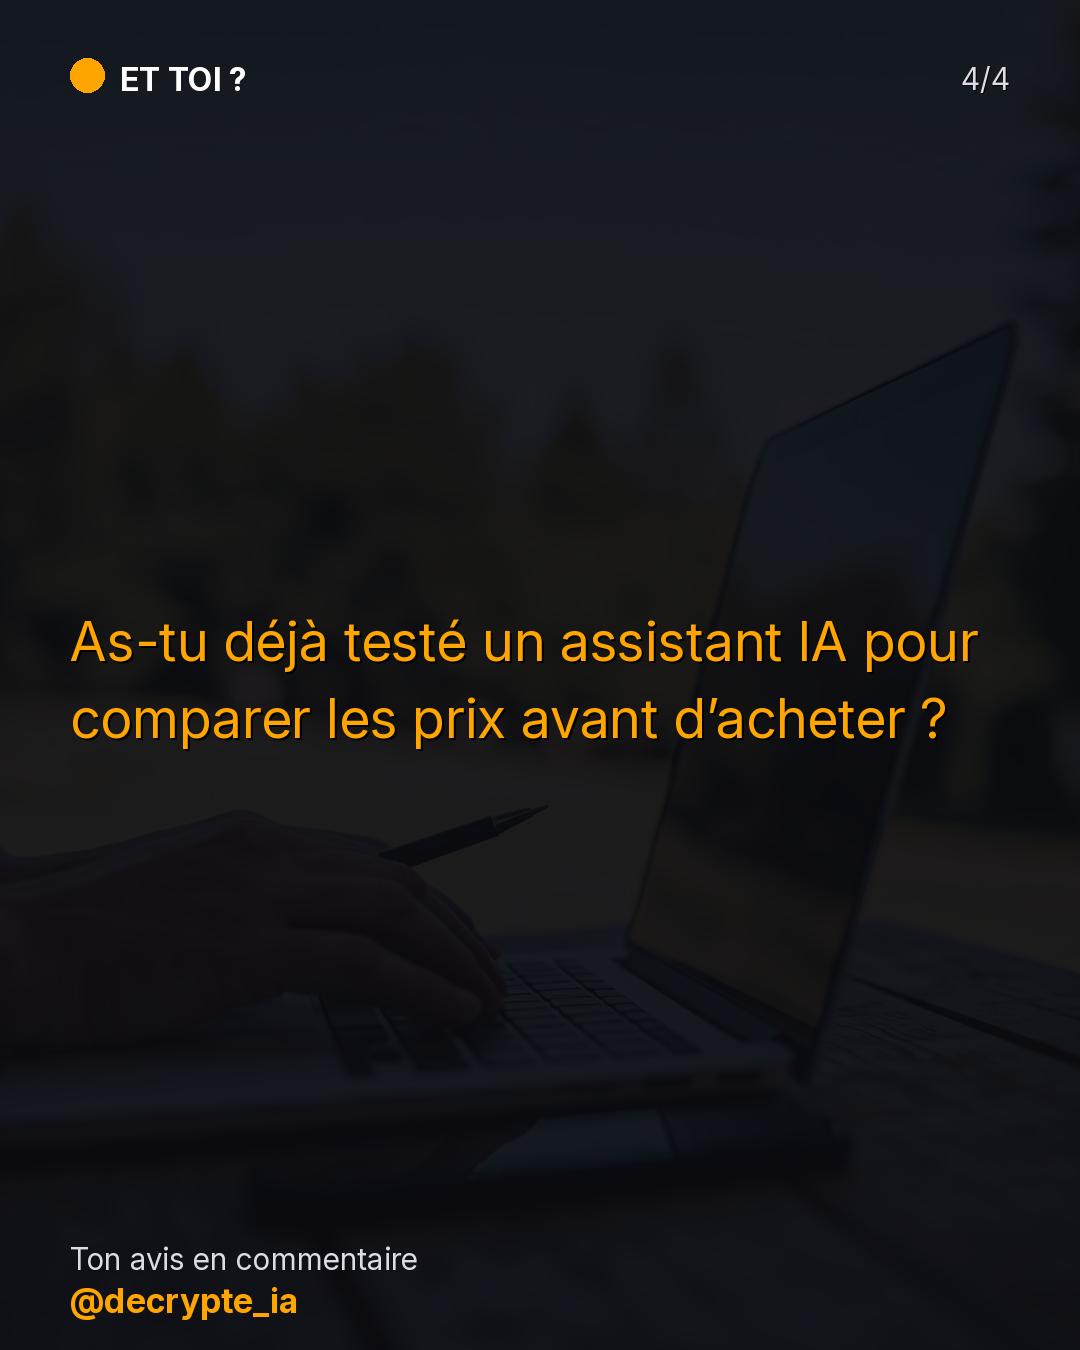 ET TOI ?
4/4
As-tu déjà testé un assistant IA pour
comparer les prix avant d’acheter ?
Ton avis en commentaire
@decrypte_ia